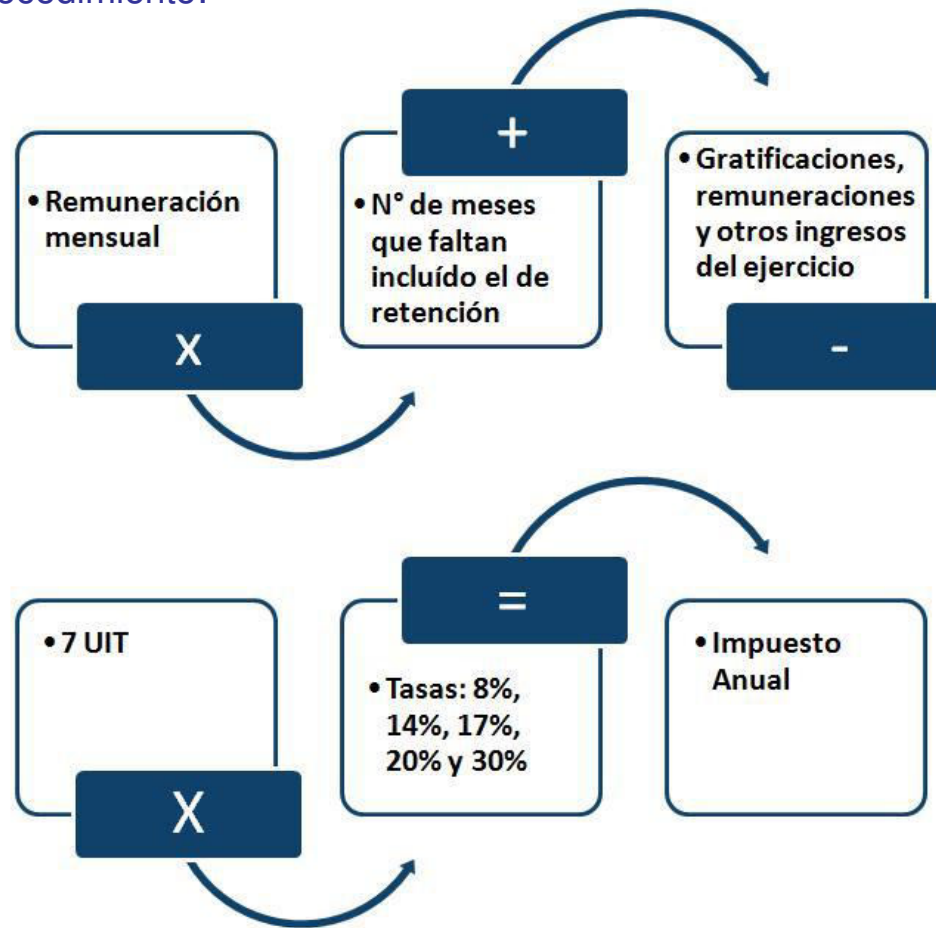 +
• Remuneración
mensual
• N° de meses
que faltan
incluído el de
retención
• Gratificaciones,
remuneraciones
y otros ingresos
del ejercicio
x
-
=
• 7 UIT
• Tasas: 8%,
14%, 17%,
20% y 30%
• Impuesto
Anual
X